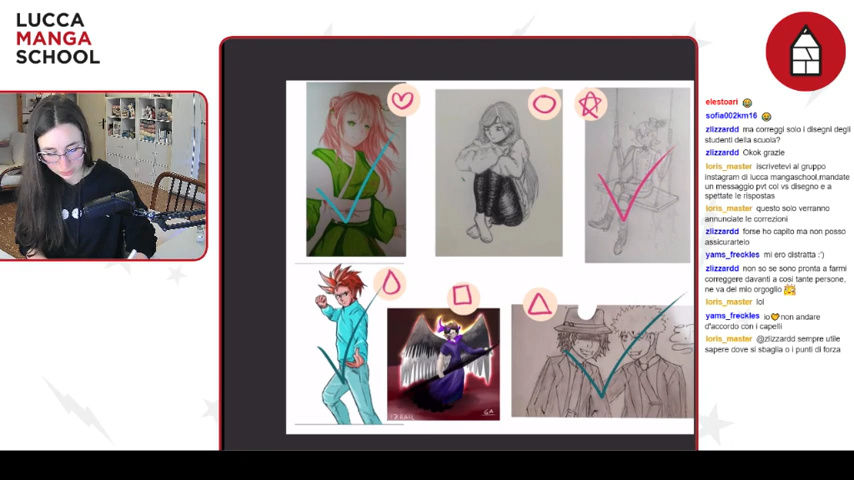 LUCCA
MANGA
SCHOOL
elestoari
sofia002km16
zlizzardd ma correggi solo i disegni degli
studenti della scuola?
zlizzardd Okok grazie
loris_master iscrivetevi al gruppo
instagram di lucca mangaschool,mandate
un messaggio pvt col vs disegno e a
spettate le rispostas
loris_master questo solo verranno
annunciate le correzioni
zlizzardd forse ho capito ma non posso
assicurartelo
yams_freckles mi ero distratta :')
zlizzardd non so se sono pronta a farmi
correggere davanti a così tante persone,
ne va del mio orgoglio
loris_master lol
yams_freckles io non andare
d'accordo con i capelli
loris_master @zlizzardd sempre utile
sapere dove si sbaglia o i punti di forza